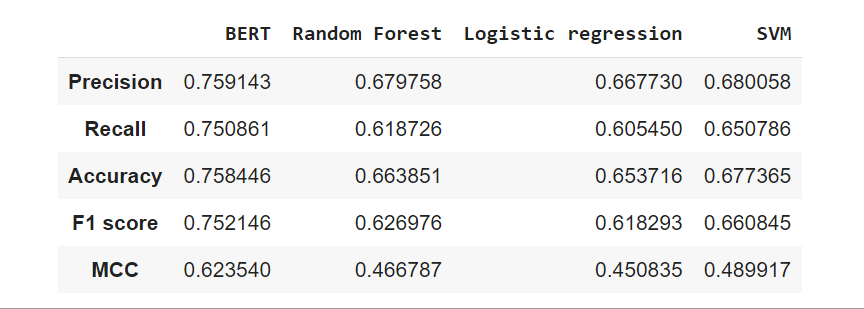 BERT Random Forest Logistic regression SVM
Precision 0.759143 0.679758 0.667730 0.680058
Recall 0.750861 0.618726 0.605450 0.650786
Accuracy 0.758446 0.663851 0.653716 0.677365
F1 score 0.752146 0.626976 0.618293 0.660845
MCC 0.623540 0.466787 0.450835 0.489917